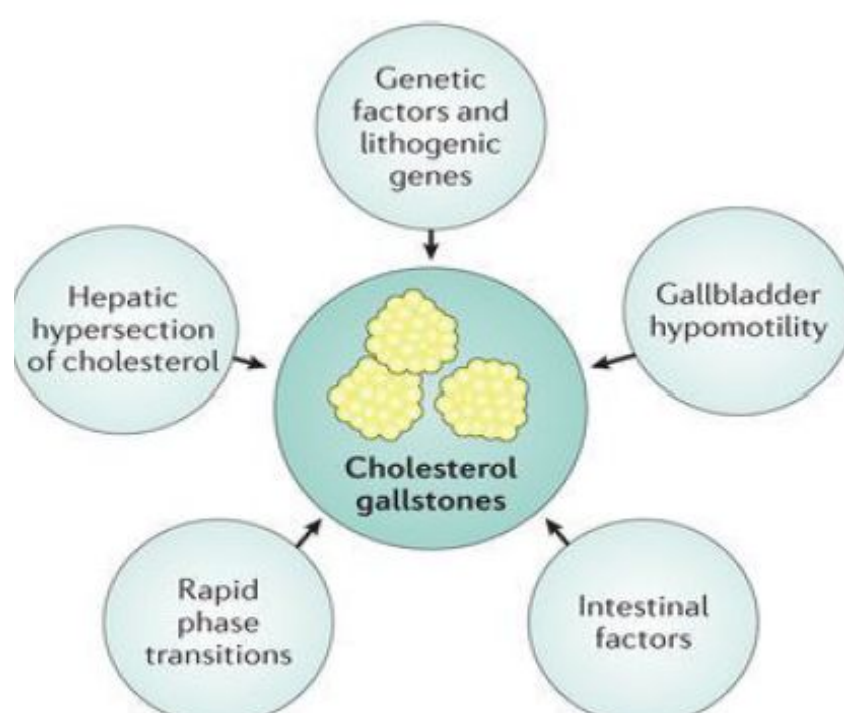 Genetic
factors and
lithogenic
genes
Hepatic
hypersection
of cholesterol
Gallbladder
hypomotility
Cholesterol
gallstones
Rapid
phase
transitions
Intestinal
factors